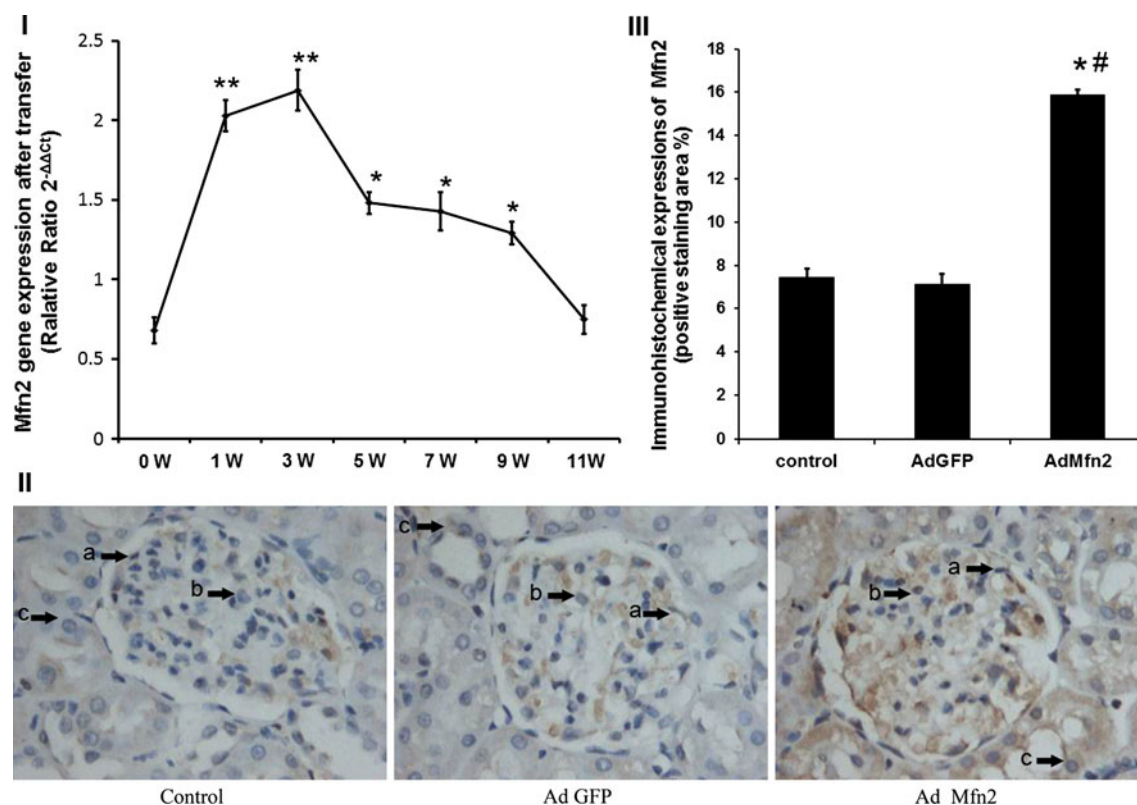 I
Mfn2 gene expression after transfer
(Ralative Ratio 2-ΔΔCt)
2.5
2
1.5
1
0.5
0
**
**
*
*
*
0 W 1 W 3 W 5 W 7 W 9 W 11W
III
Immunohistochemical expressions of Mfn2
(positive staining area %)
18
16
14
12
10
8
6
4
2
0
*#
control AdGFP AdMfn2
II
a
b
c
c
b
a
a
b
c
Control Ad GFP Ad Mfn2